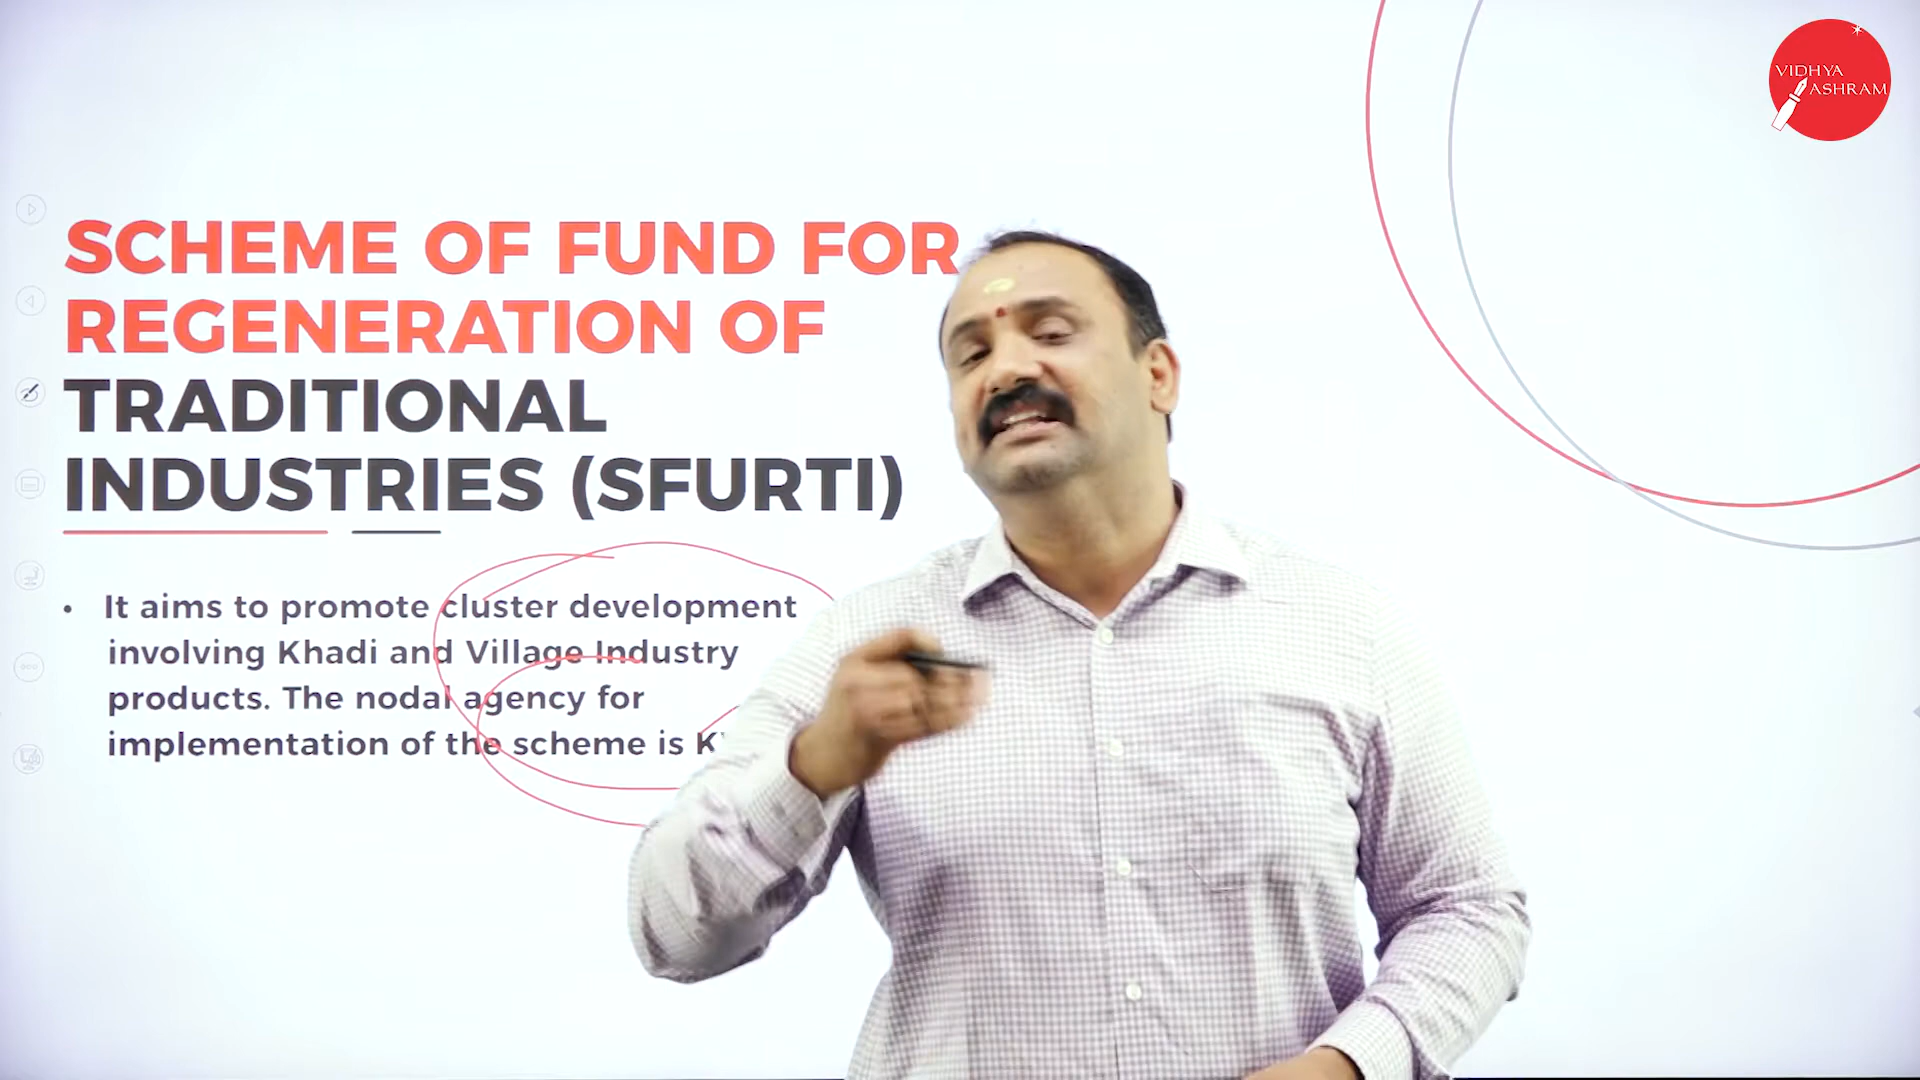 VIDHYA
ASHRAM
SCHEME OF FUND FOR
REGENERATION OF
TRADITIONAL
INDUSTRIES (SFURTI)
• It aims to promote cluster development
involving Khadi and Village Industry
products. The nodal agency for
implementation of the scheme is